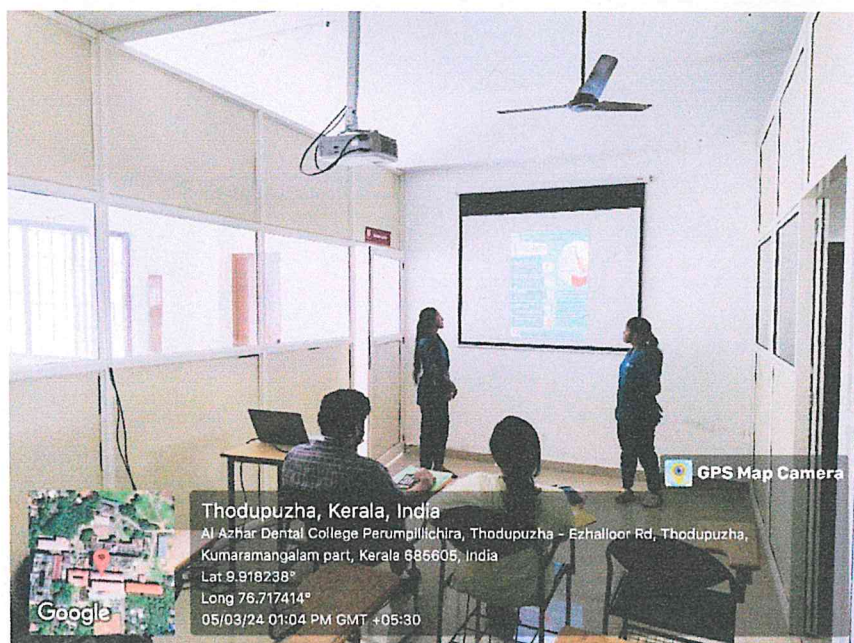 GPS Map Camera
Thodupuzha, Kerala, India
Al Azhar Dental College Perumpillichira, Thodupuzha - Ezhalloor Rd, Thodupuzha,
Kumaramangalam part, Kerala 685605, India
Lat 9.918238°
Long 76.717414°
05/03/24 01:04 PM GMT +05:30
Google